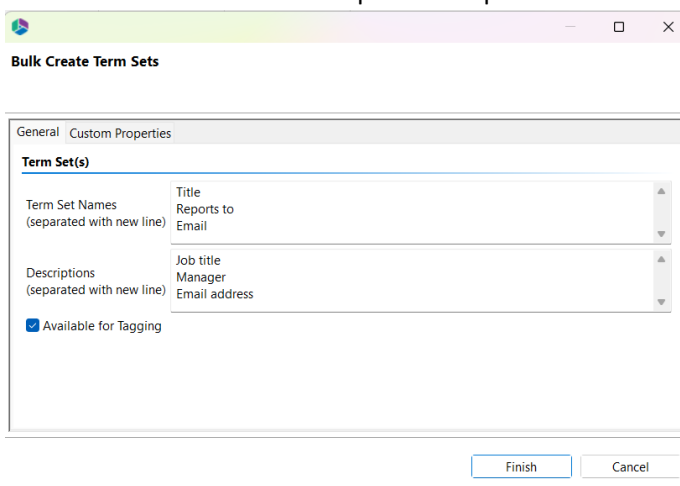 Bulk Create Term Sets
General Custom Properties
Term Set(s)
Term Set Names
(separated with new line)
Title
Reports to
Email
Descriptions
(separated with new line)
Job title
Manager
Email address
Available for Tagging
Finish Cancel